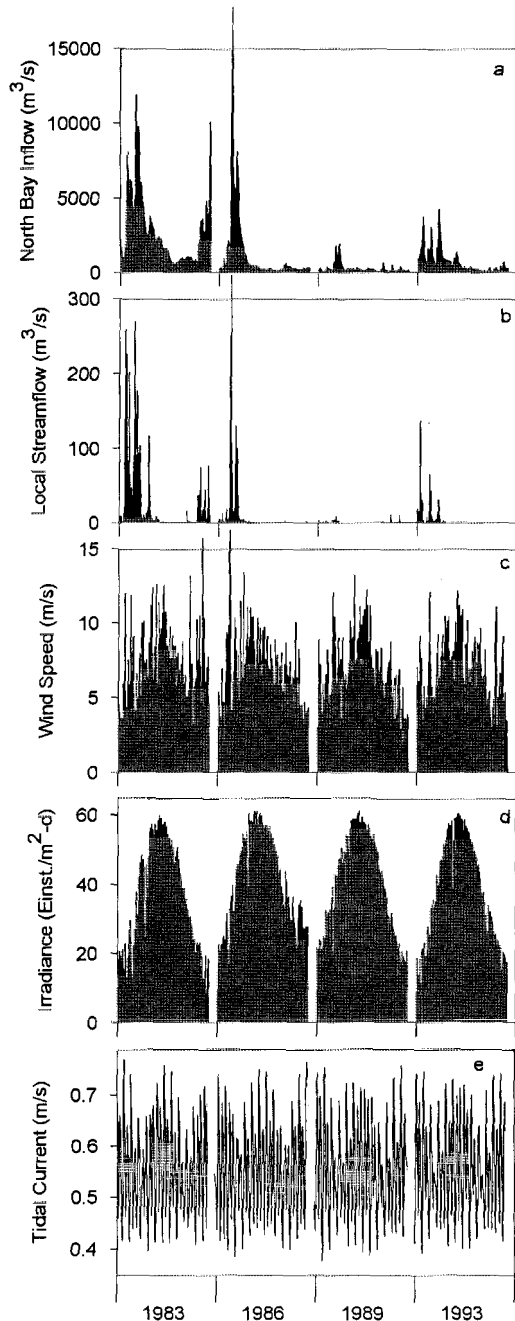 North Bay Inflow (m³/s)
15000
10000
5000
0
a
Local Streamflow (m³/s)
300
200
100
0
b
Wind Speed (m/s)
15
10
5
0
c
Irradiance (Einst./m²-d)
60
40
20
0
d
Tidal Current (m/s)
0.7
0.6
0.5
0.4
e
1983 1986 1989 1993